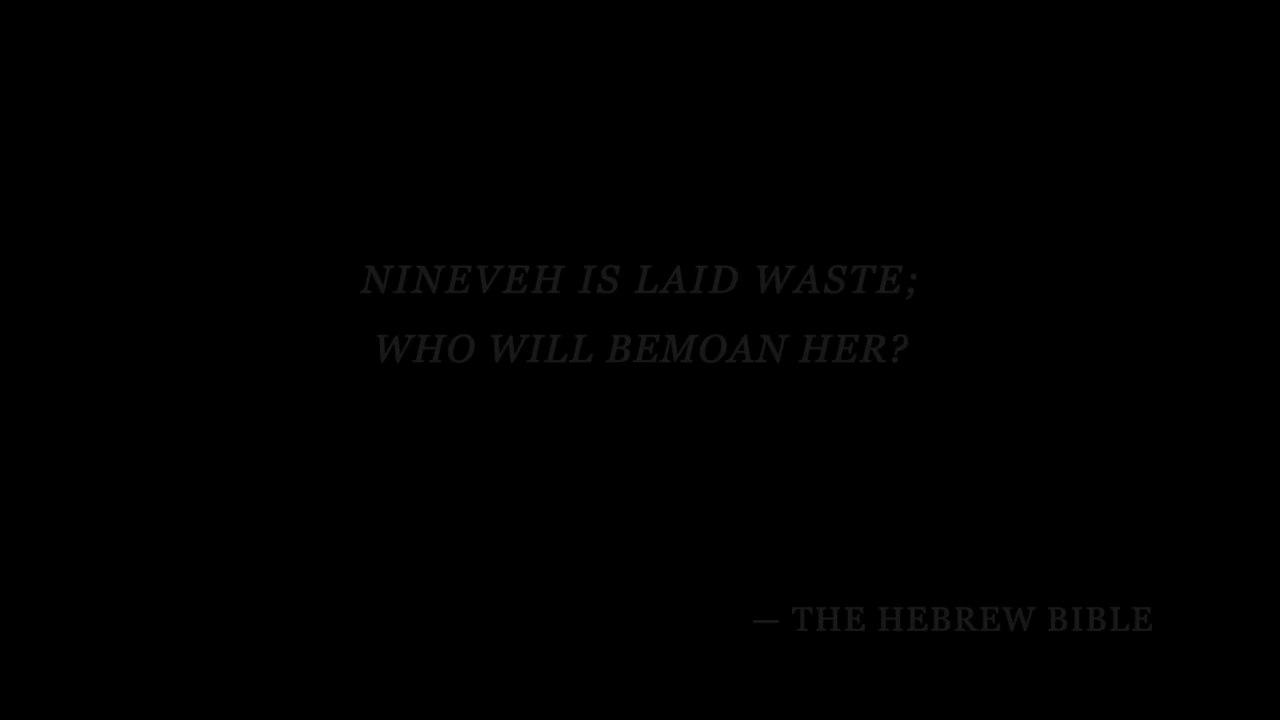 NINEVEH IS LAID WASTE;
WHO WILL BEMOAN HER?
— THE HEBREW BIBLE